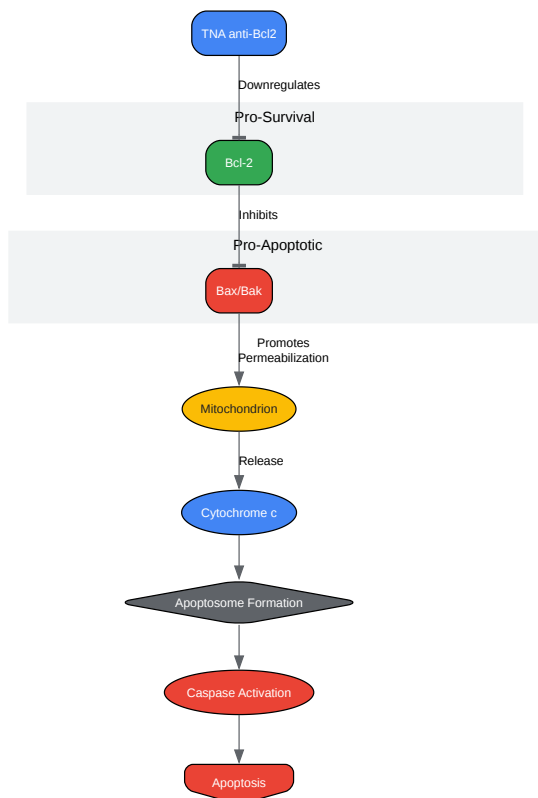 TNA anti-Bcl2
Downregulates
Pro-Survival
Bcl-2
Inhibits
Pro-Apoptotic
Bax/Bak
Promotes
Permeabilization
Mitochondrion
Release
Cytochrome c
Apoptosome Formation
Caspase Activation
Apoptosis